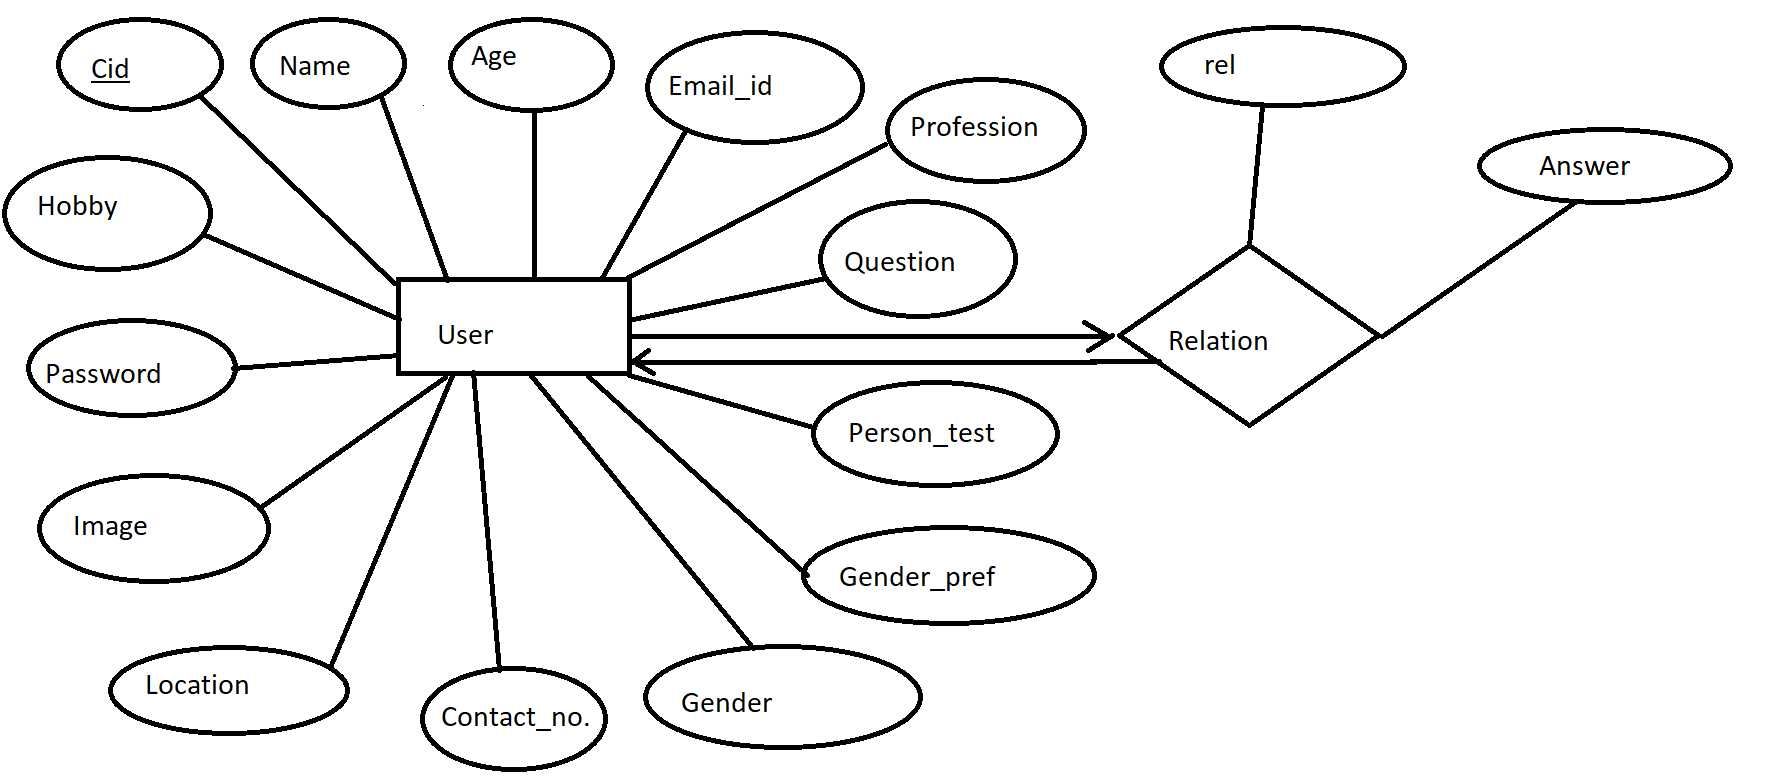 Cid
Name
Age
Email_id
rel
Profession
Answer
Hobby
Question
User
Relation
Password
Person_test
Image
Gender_pref
Location
Contact_no.
Gender